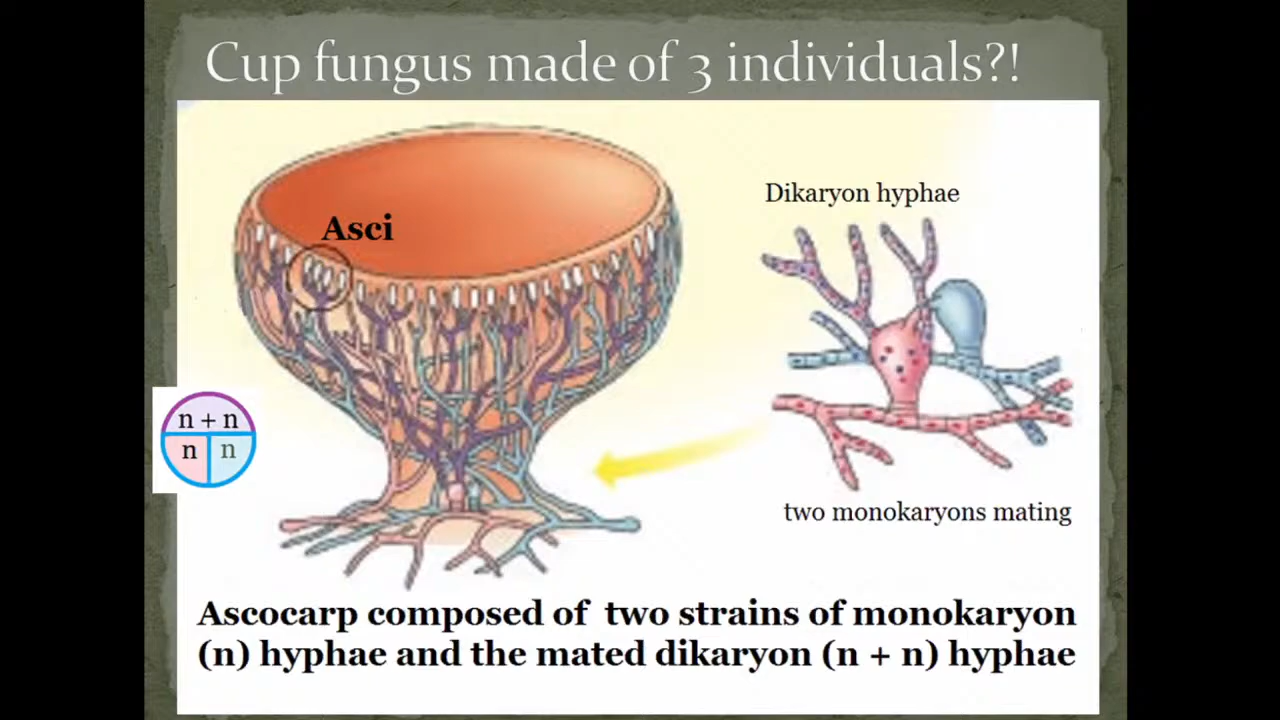 Cup fungus made of 3 individuals?!
Dikaryon hyphae
Asci
n + n
n n
two monokaryons mating
Ascocarp composed of two strains of monokaryon
(n) hyphae and the mated dikaryon (n + n) hyphae